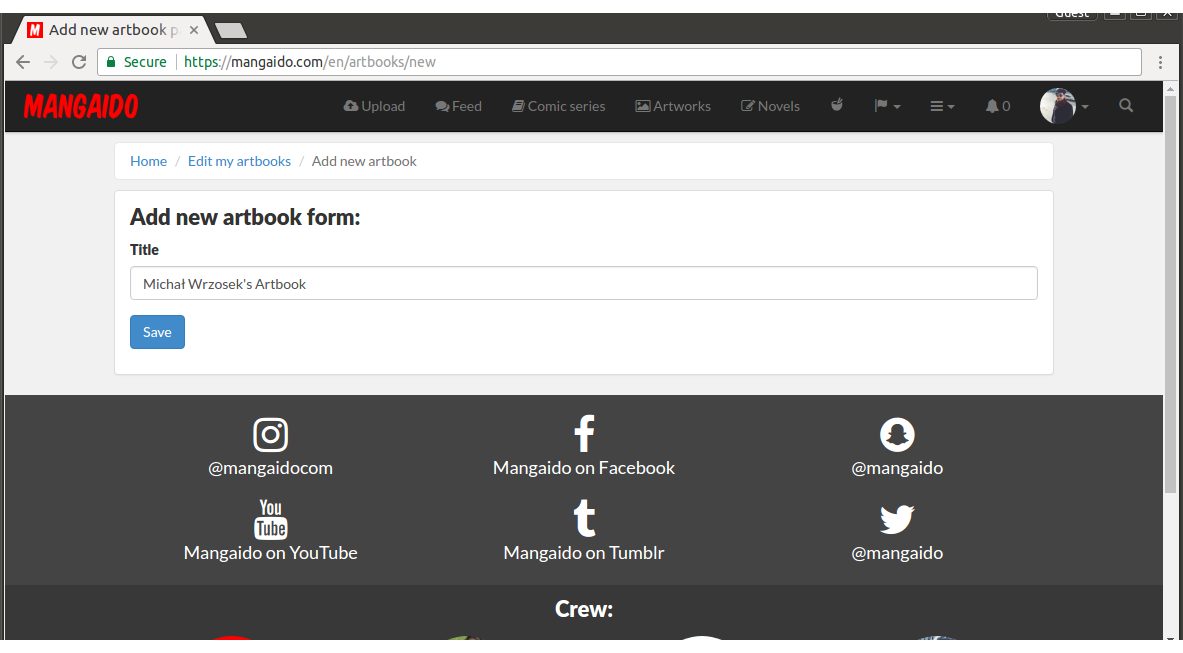 Guest
Add new artbook p
Secure https://mangaido.com/en/artbooks/new
MANGAIDO Upload Feed Comic series Artworks Novels 0
Home / Edit my artbooks / Add new artbook
Add new artbook form:
Title
Michał Wrzosek's Artbook
Save
@mangaidocom Mangaido on Facebook @mangaido
You
Tube
Mangaido on YouTube Mangaido on Tumblr @mangaido
Crew: